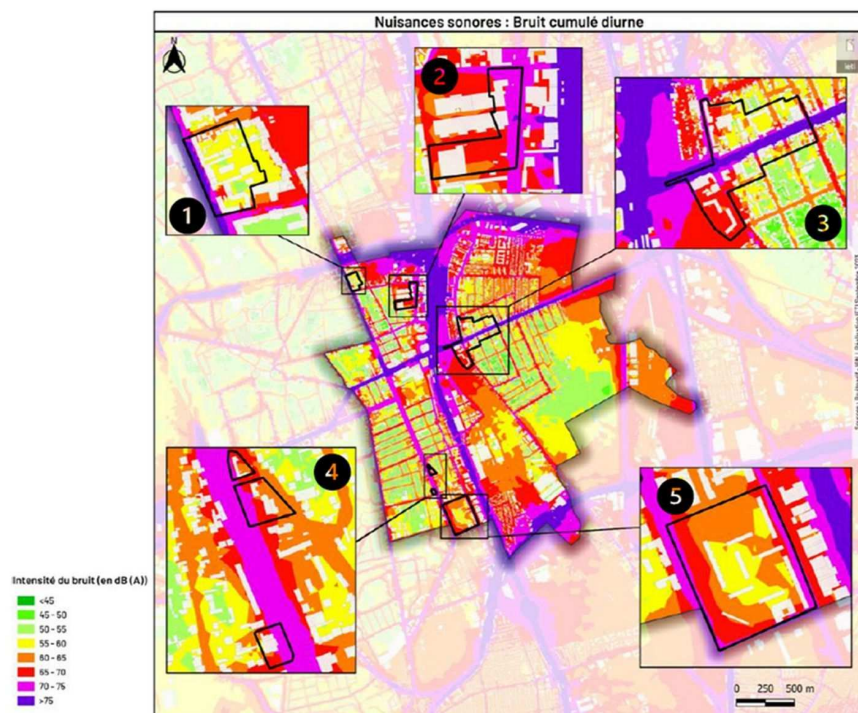 Nuisances sonores : Bruit cumulé diurne
N
2
1
3
4
5
Intensité du bruit (en dB (A))
<45
45 - 50
50 - 55
55 - 60
60 - 65
65 - 70
70 - 75
>75
0 250 500 m